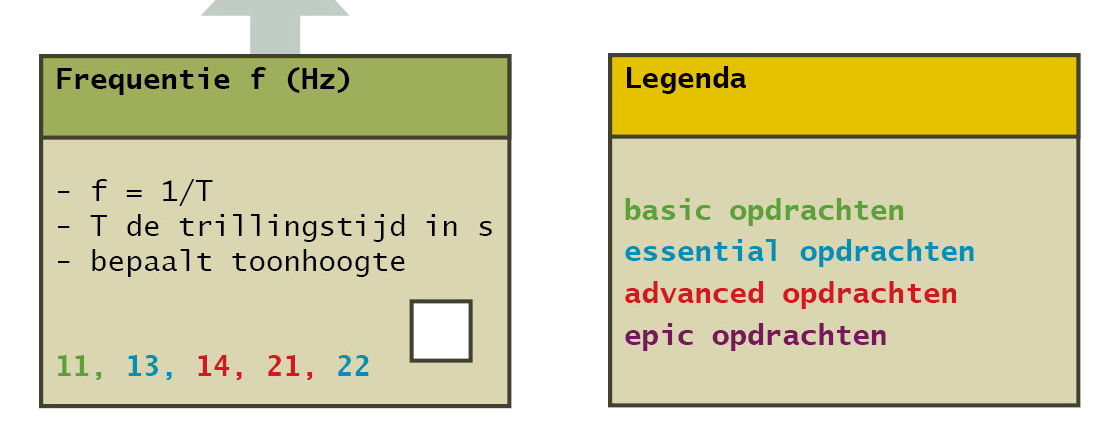 Frequentie f (Hz)
- f = 1/T
- T de trillingstijd in s
- bepaalt toonhoogte
11, 13, 14, 21, 22
Legenda
basic opdrachten
essential opdrachten
advanced opdrachten
epic opdrachten